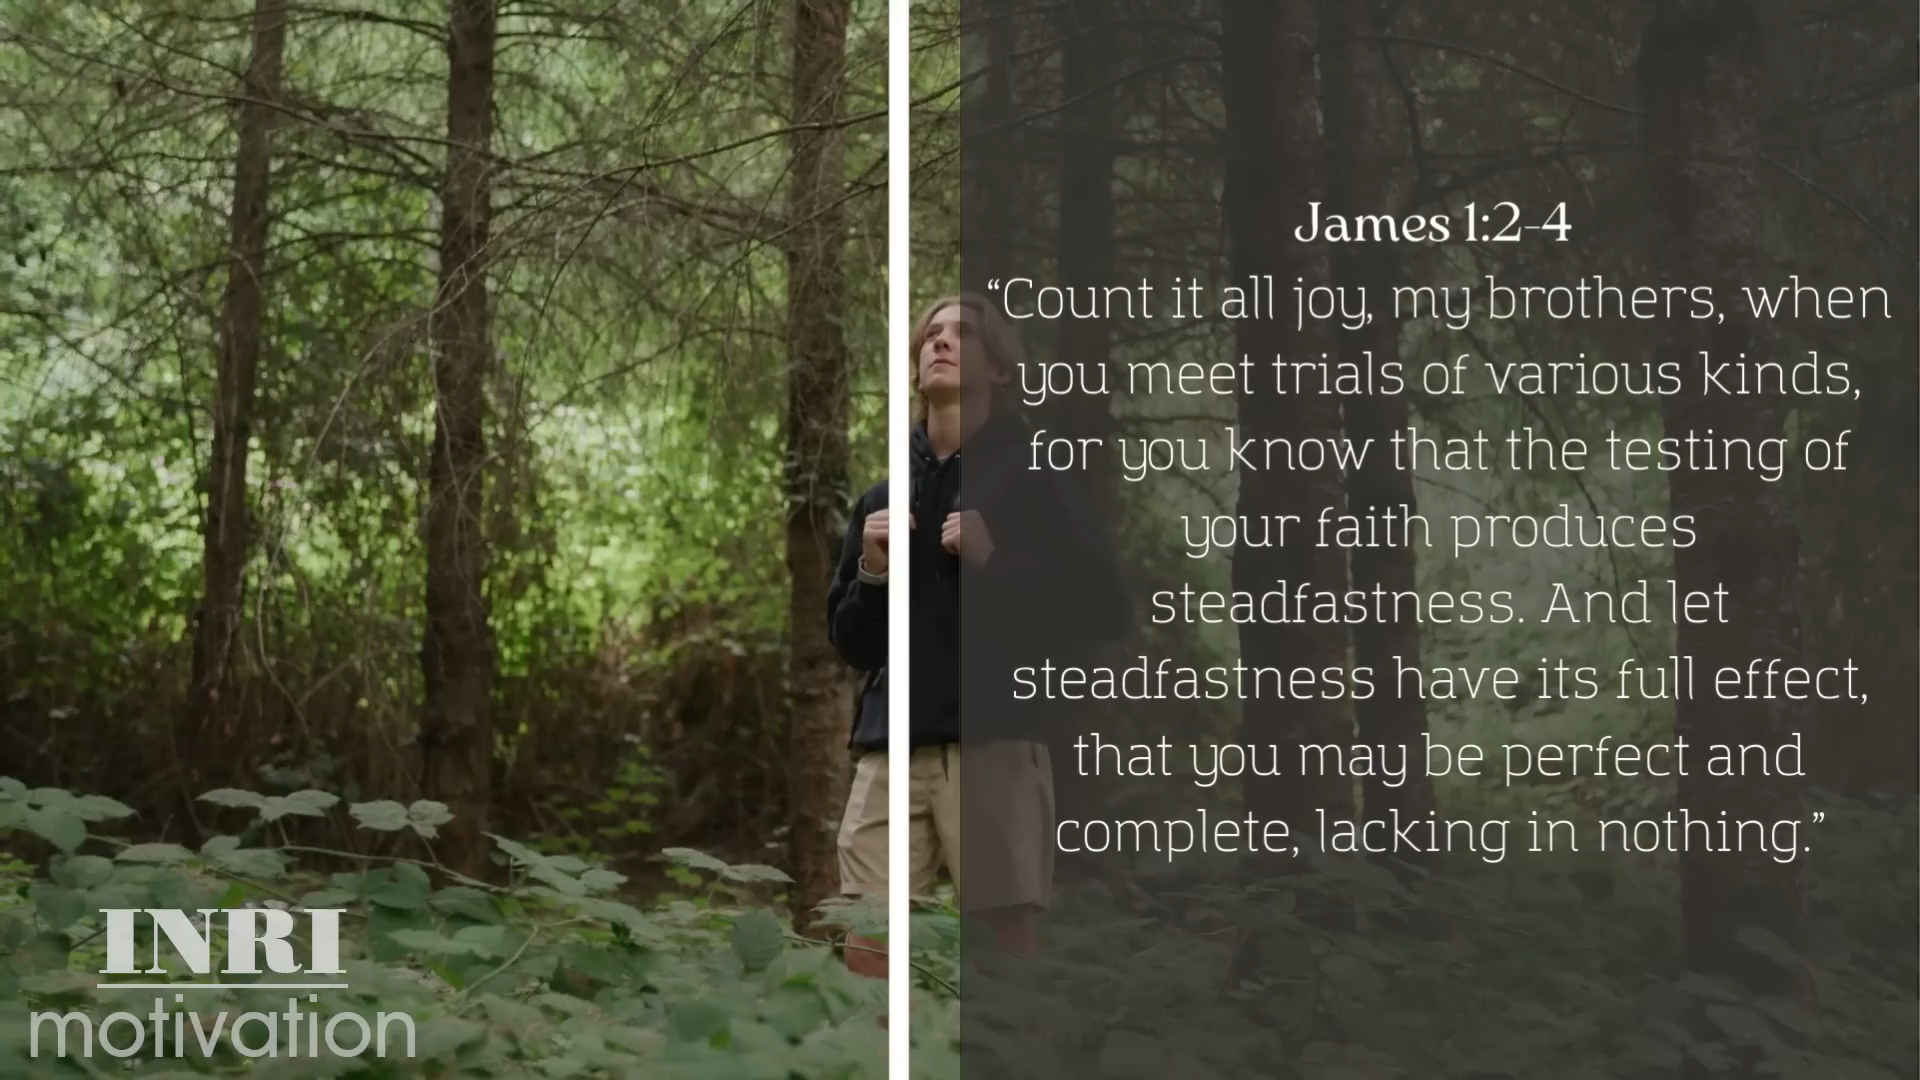 James 1:2-4
“Count it all joy, my brothers, when
you meet trials of various kinds,
for you know that the testing of
your faith produces
steadfastness. And let
steadfastness have its full effect,
that you may be perfect and
complete, lacking in nothing.”
INRI
motivation